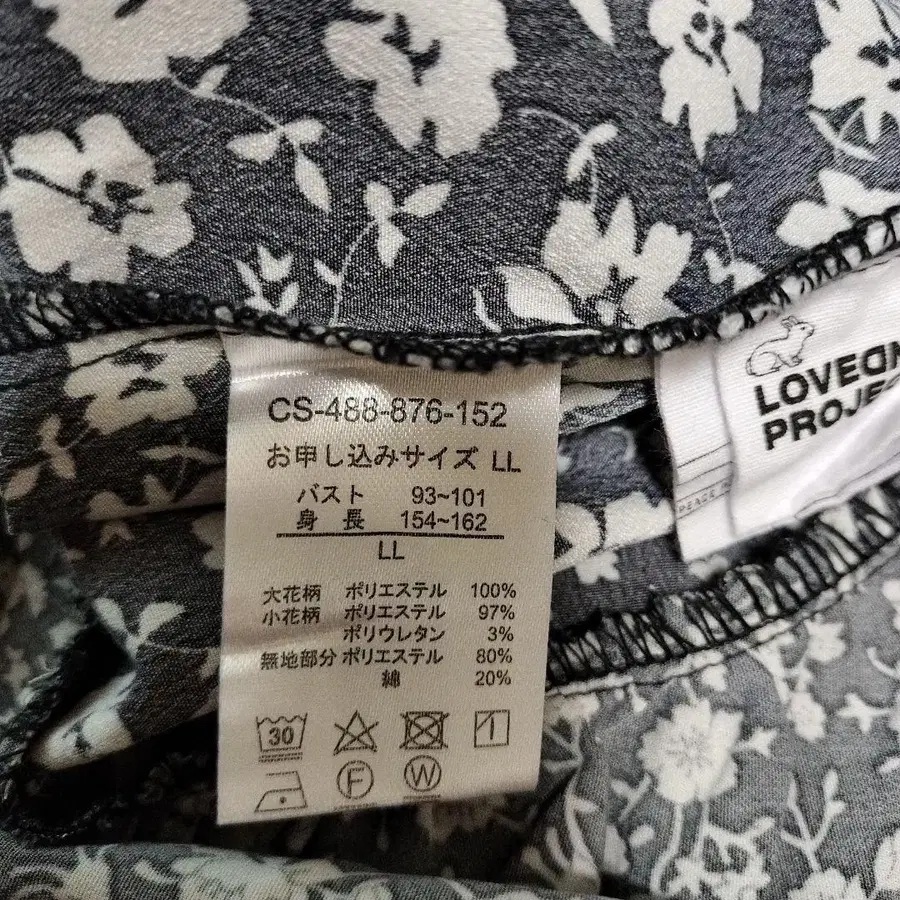 CS-488-876-152
お申し込みサイズ LL
バスト 93~101
身長 154~162
LL
大花柄 ポリエステル 100%
小花柄 ポリエステル 97%
ポリウレタン 3%
無地部分 ポリエステル 80%
綿 20%
30
F
W
LOVE
PROJE
PEACE